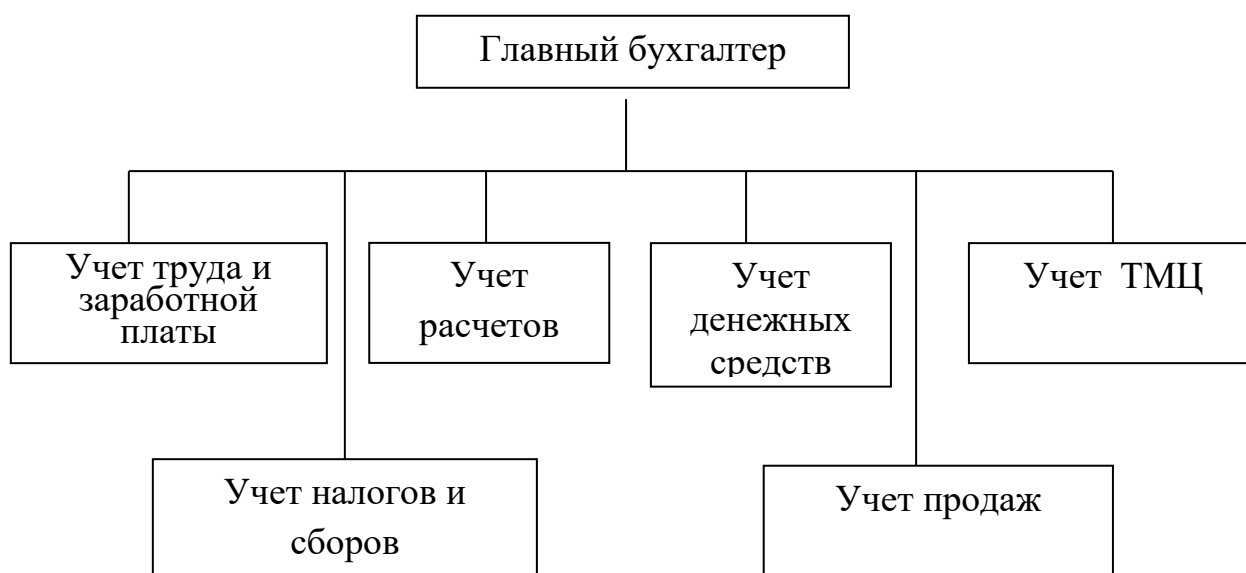 Главный бухгалтер
Учет труда и
заработной
платы
Учет
расчетов
Учет
денежных
средств
Учет ТМЦ
Учет налогов и
сборов
Учет продаж